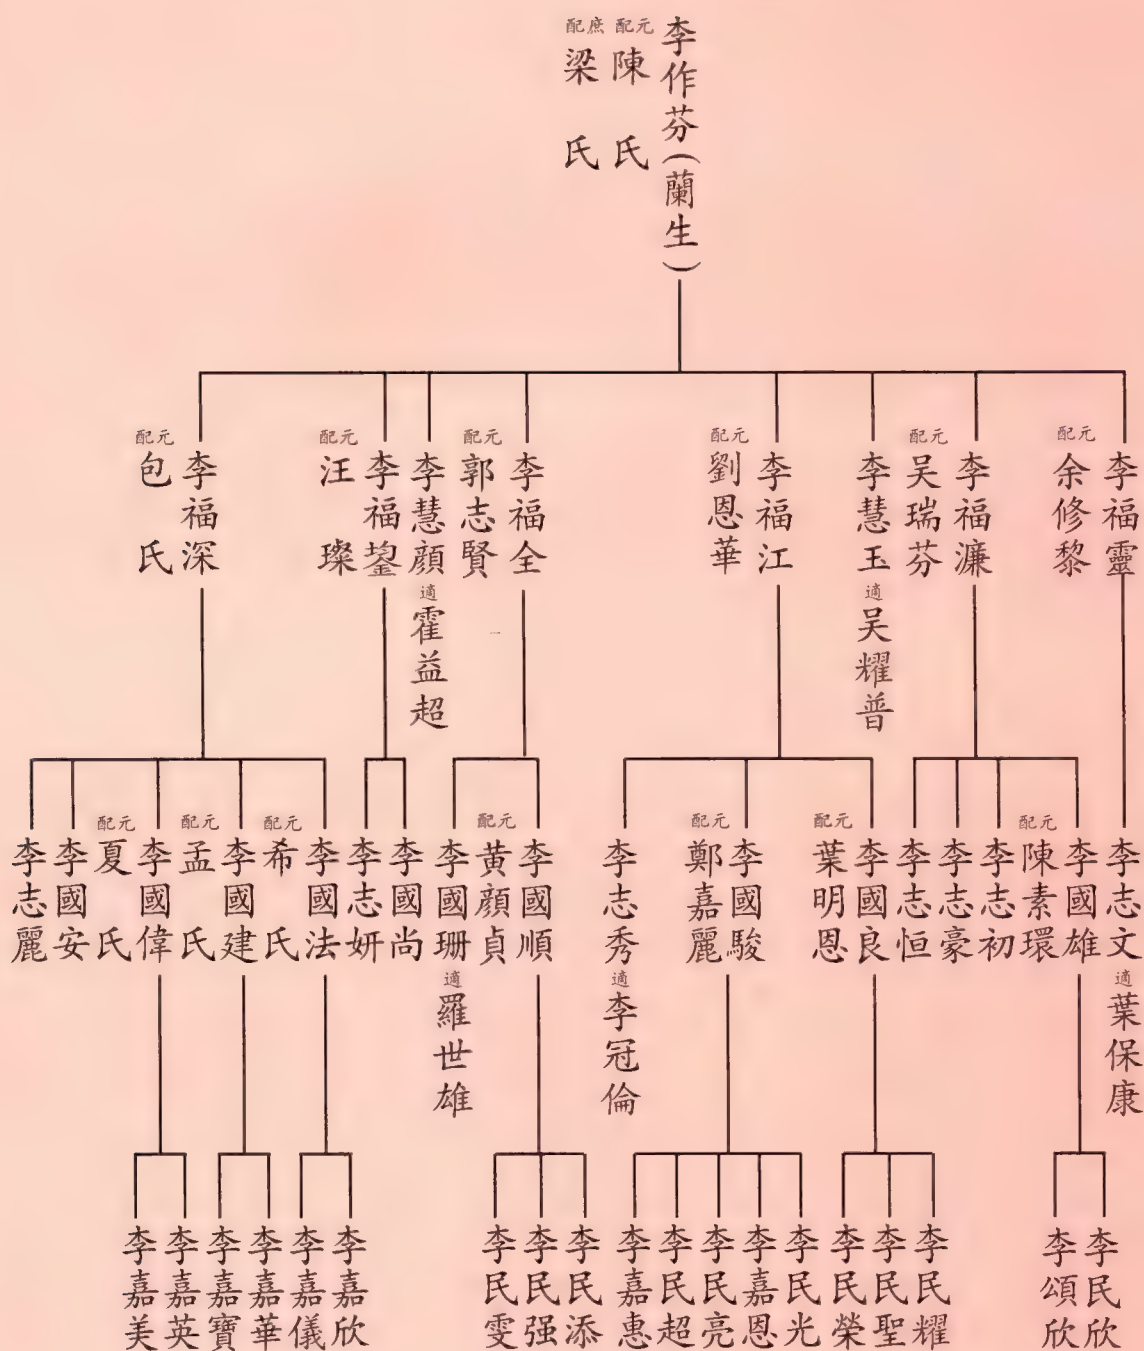 李作芬(蘭生)
配元
陳氏
配庶
梁氏
李福靈
配元
余修黎
李福濂
配元
吴瑞芬
李慧玉適吴耀普
李福江
配元
劉恩華
李福全
配元
郭志賢
李慧顏適霍益超
李福鋆
配元
汪璨
李福深
配元
包氏
李志文適葉保康
李國雄
配元
陳素環
李志初
李志豪
李志恒
李國良
配元
葉明恩
李國駿
配元
鄭嘉麗
李志秀適李冠倫
李國順
配元
黄顏貞
李國珊適羅世雄
李國尚
李志妍
李國法
配元
希氏
李國建
配元
孟氏
李國偉
配元
夏氏
李國安
李志麗
李民欣
李頌欣
李民耀
李民聖
李民榮
李民光
李嘉恩
李民亮
李民超
李嘉惠
李民添
李民强
李民雯
李嘉欣
李嘉儀
李嘉華
李嘉寶
李嘉英
李嘉美